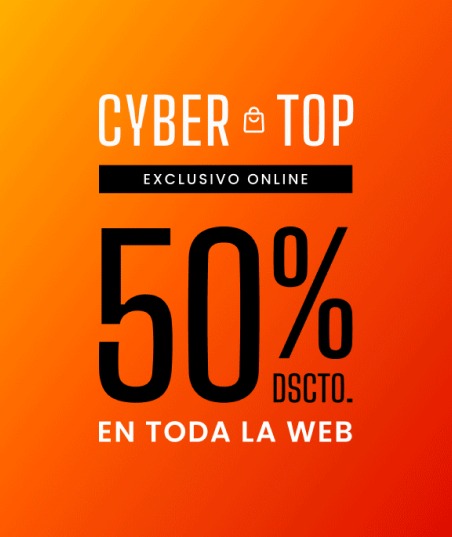 CYBER TOP
EXCLUSIVO ONLINE
50%
DSCTO.
EN TODA LA WEB